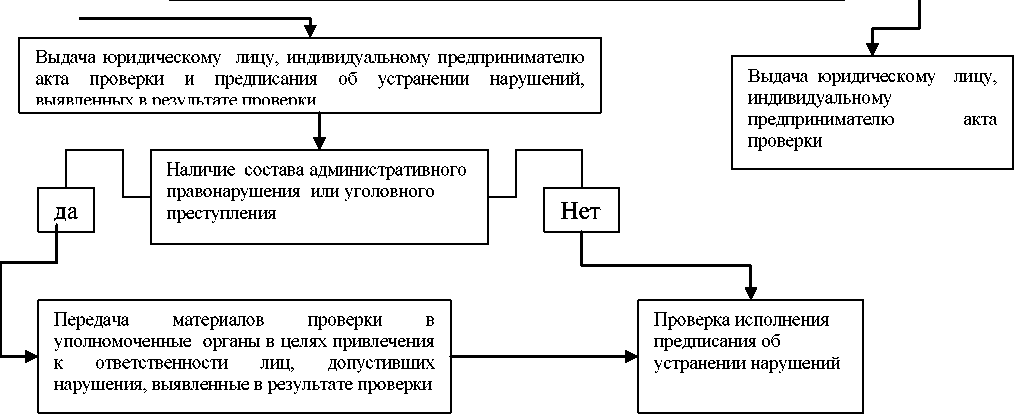 Выдача юридическому лицу, индивидуальному предпринимателю
акта проверки и предписания об устранении нарушений,
выявленных в результате проверки
Выдача юридическому лицу,
индивидуальному
предпринимателю акта
проверки
Наличие состава административного
правонарушения или уголовного
преступления
да
Нет
Передача материалов проверки в
уполномоченные органы в целях привлечения
к ответственности лиц, допустивших
нарушения, выявленные в результате проверки
Проверка исполнения
предписания об
устранении нарушений